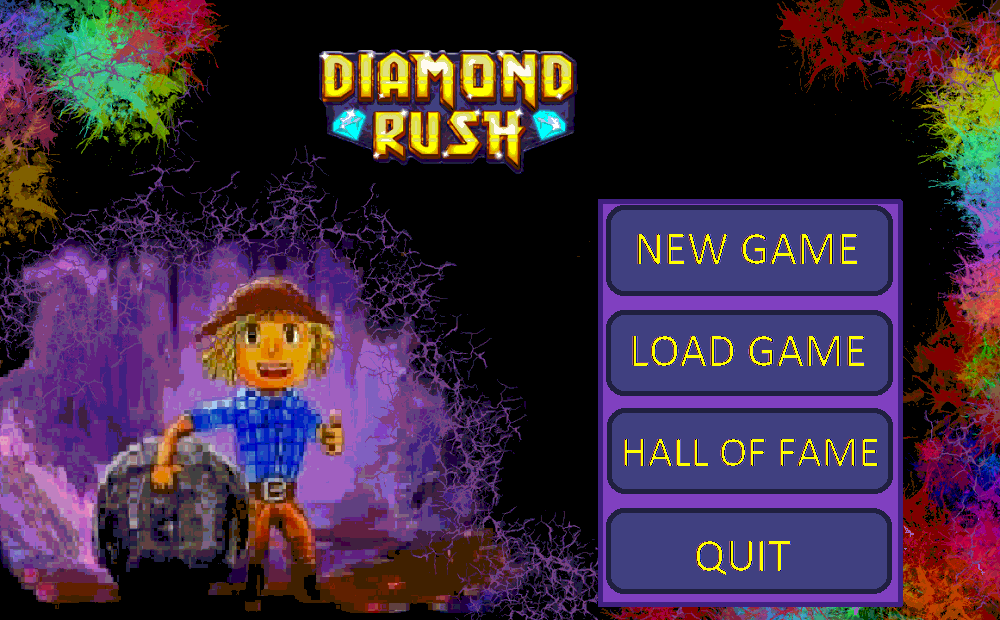 DIAMOND
RUSH
NEW GAME
LOAD GAME
HALL OF FAME
QUIT